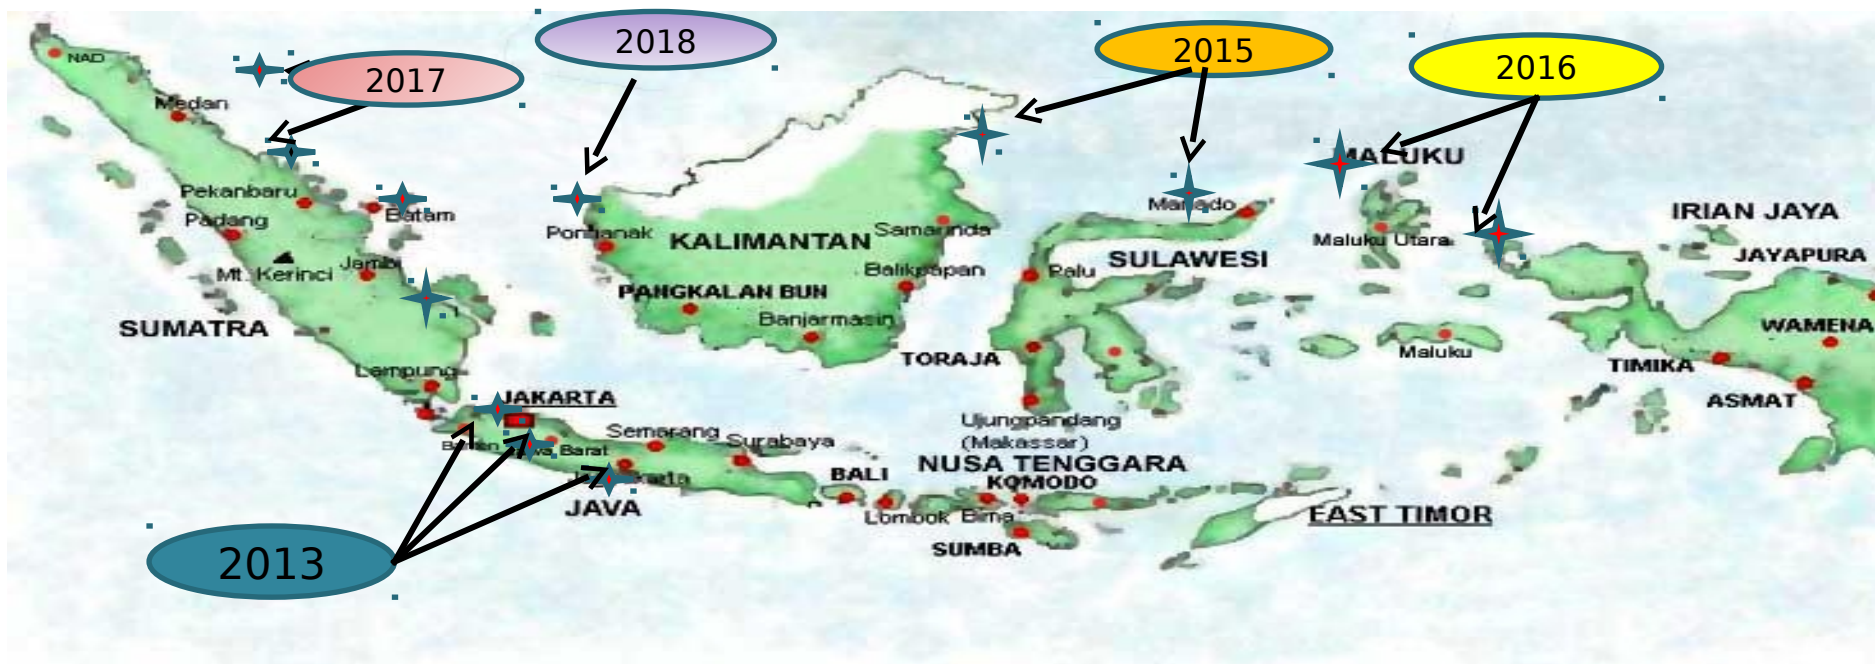 2018
2015
2016
2017
NAD
Medan
MALUKU
Pekanbaru
Batam
Padang
Manado
IRIAN JAYA
Pontianak
KALIMANTAN
Samarinda
Maluku Utara
JAYAPURA
SULAWESI
Mt. Kerinci
Jambi
Palu
Balikpapan
PANGKALAN BUN
Banjarmasin
SUMATRA
WAMENA
TORAJA
Maluku
TIMIKA
Lampung
JAKARTA
ASMAT
Ujungpandang
(Makassar)
Semarang
Surabaya
Barat
NUSA TENGGARA
BALI
KOMODO
JAVA
Lombok
Bima
EAST TIMOR
SUMBA
2013